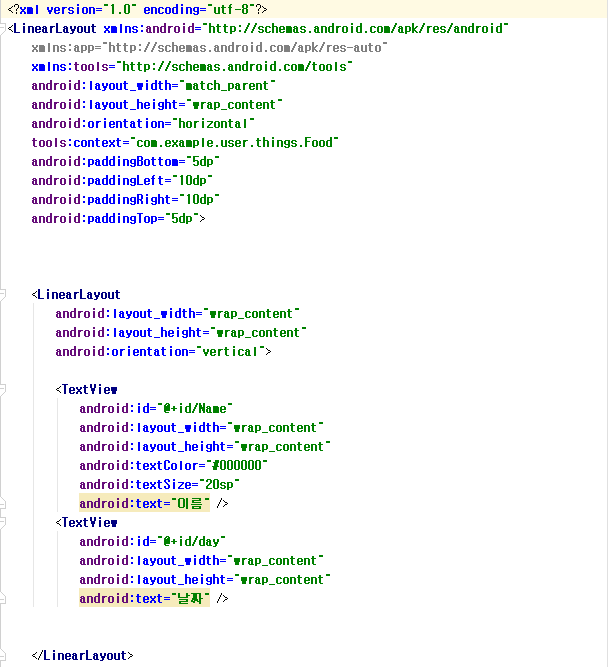 <?xml version="1.0" encoding="utf-8"?>
<LinearLayout xmlns:android="http://schemas.android.com/apk/res/android"
    xmlns:app="http://schemas.android.com/apk/res-auto"
    xmlns:tools="http://schemas.android.com/tools"
    android:layout_width="match_parent"
    android:layout_height="wrap_content"
    android:orientation="horizontal"
    tools:context="com.example.user.things.Food"
    android:paddingBottom="5dp"
    android:paddingLeft="10dp"
    android:paddingRight="10dp"
    android:paddingTop="5dp">
    <LinearLayout
        android:layout_width="wrap_content"
        android:layout_height="wrap_content"
        android:orientation="vertical">
        <TextView
            android:id="@+id/Name"
            android:layout_width="wrap_content"
            android:layout_height="wrap_content"
            android:textColor="#000000"
            android:textSize="20sp"
            android:text="이름" />
        <TextView
            android:id="@+id/day"
            android:layout_width="wrap_content"
            android:layout_height="wrap_content"
            android:text="날짜" />
    </LinearLayout>